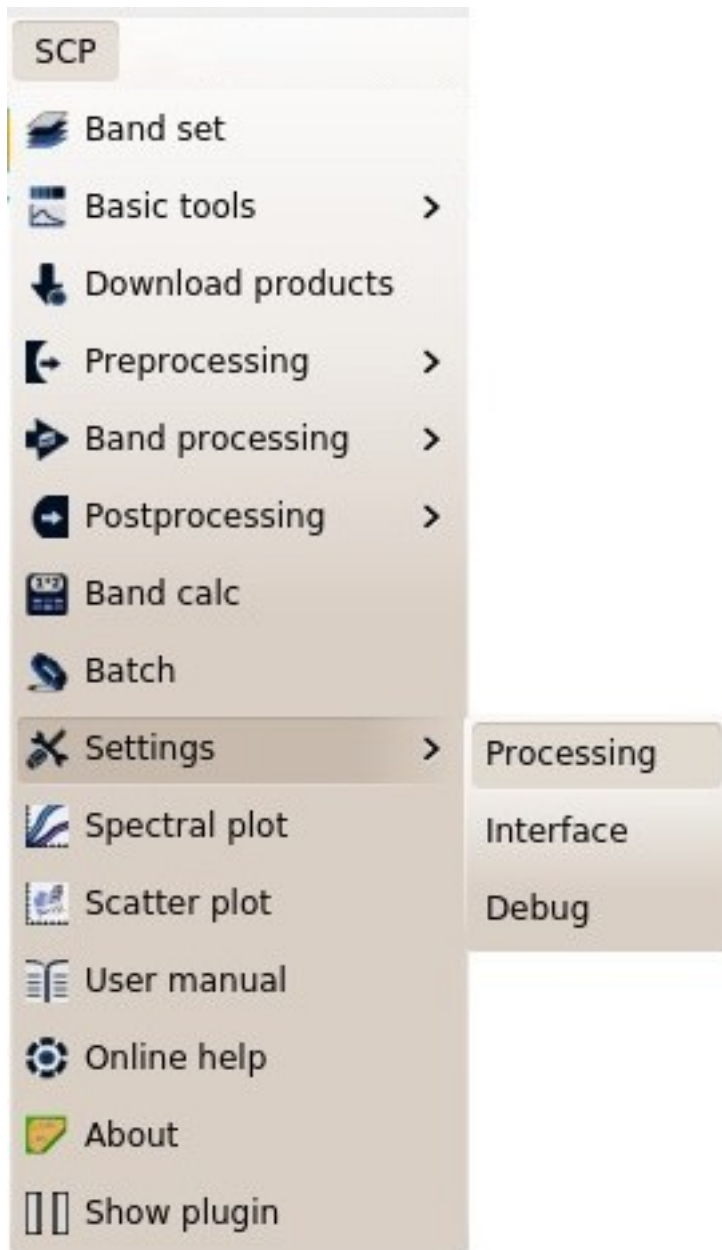 SCP
Band set
Basic tools
Download products
Preprocessing
Band processing
Postprocessing
Band calc
Batch
Settings
Processing
Interface
Debug
Spectral plot
Scatter plot
User manual
Online help
About
Show plugin